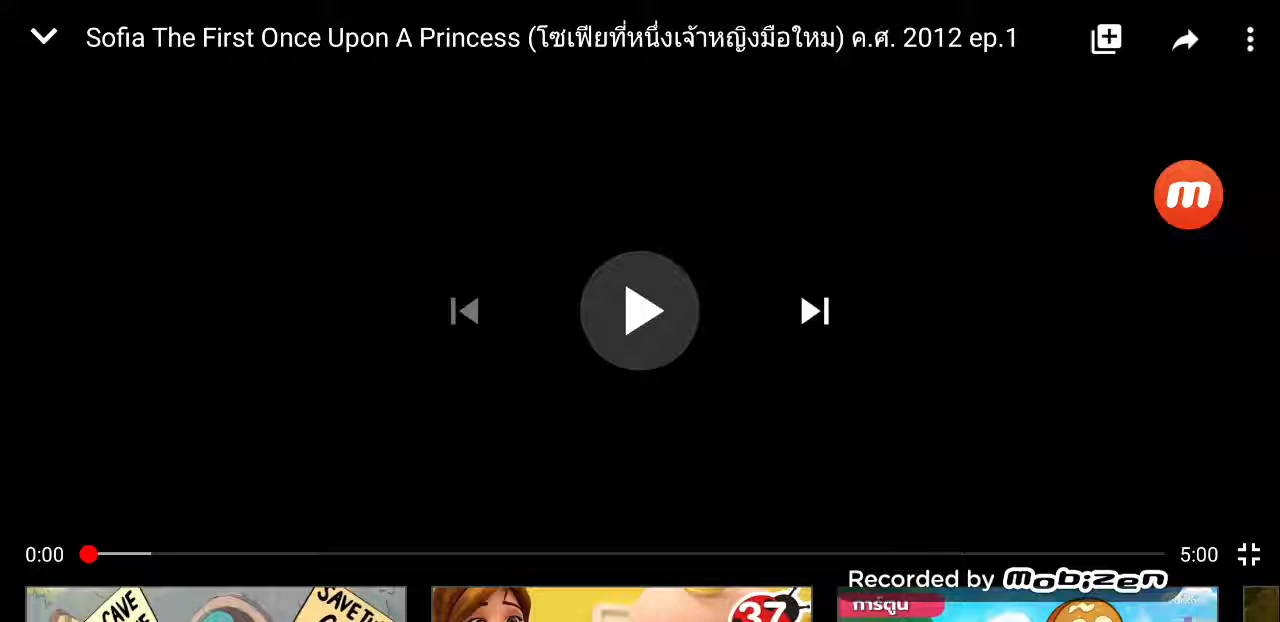 Sofia The First Once Upon A Princess (โซเฟียที่หนึ่งเจ้าหญิงมือใหม) ค.ศ. 2012 ep.1
m
0:00
5:00
Recorded by mobizen
CAVE
SAVE
37
การ์ตูน